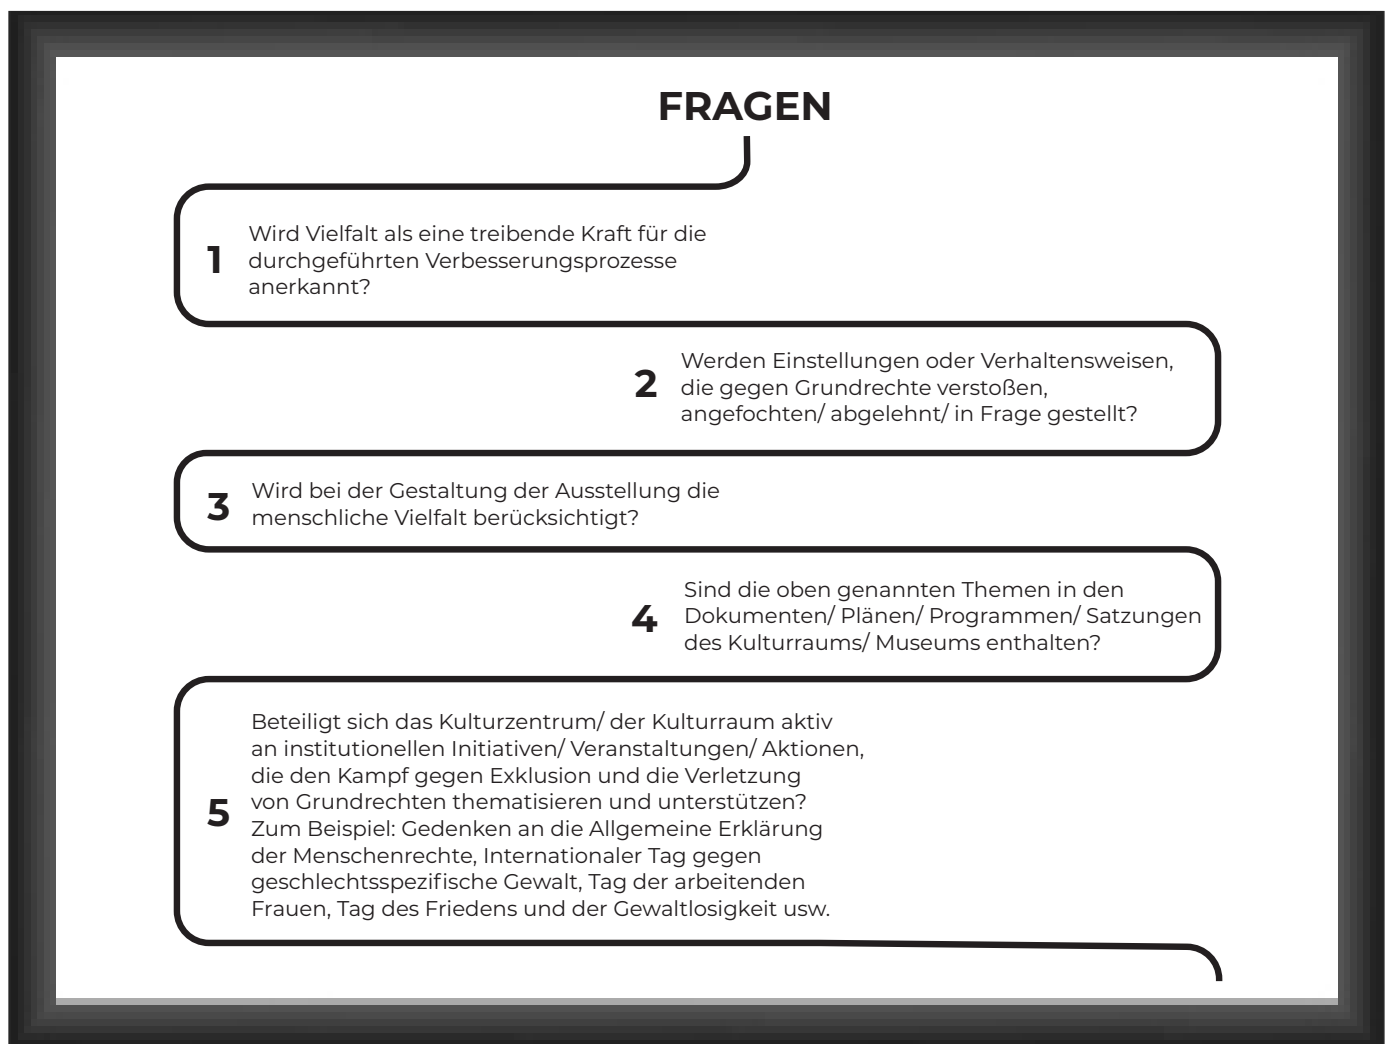 FRAGEN
1
Wird Vielfalt als eine treibende Kraft für die
durchgeführten Verbesserungsprozesse
anerkannt?
2
Werden Einstellungen oder Verhaltensweisen,
die gegen Grundrechte verstoßen,
angefochten/ abgelehnt/ in Frage gestellt?
3
Wird bei der Gestaltung der Ausstellung die
menschliche Vielfalt berücksichtigt?
4
Sind die oben genannten Themen in den
Dokumenten/ Plänen/ Programmen/ Satzungen
des Kulturraums/ Museums enthalten?
5
Beteiligt sich das Kulturzentrum/ der Kulturraum aktiv
an institutionellen Initiativen/ Veranstaltungen/ Aktionen,
die den Kampf gegen Exklusion und die Verletzung
von Grundrechten thematisieren und unterstützen?
Zum Beispiel: Gedenken an die Allgemeine Erklärung
der Menschenrechte, Internationaler Tag gegen
geschlechtsspezifische Gewalt, Tag der arbeitenden
Frauen, Tag des Friedens und der Gewaltlosigkeit usw.